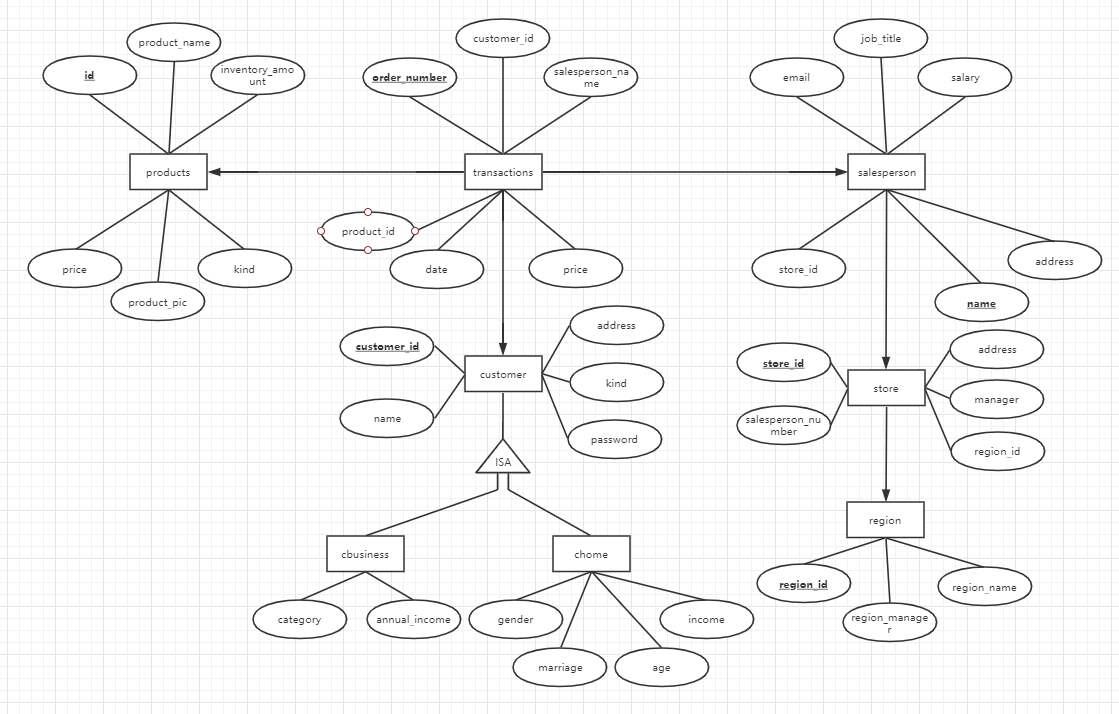 product_name
customer_id
job_title
id
inventory_amo
unt
order_number
salesperson_na
me
email
salary
products
transactions
salesperson
product_id
price
kind
date
price
store_id
address
product_pic
name
address
customer_id
store_id
address
customer
kind
store
manager
name
password
salesperson_nu
mber
region_id
ISA
region
cbusiness
chome
region_id
region_name
category
annual_income
gender
income
region_manage
r
marriage
age